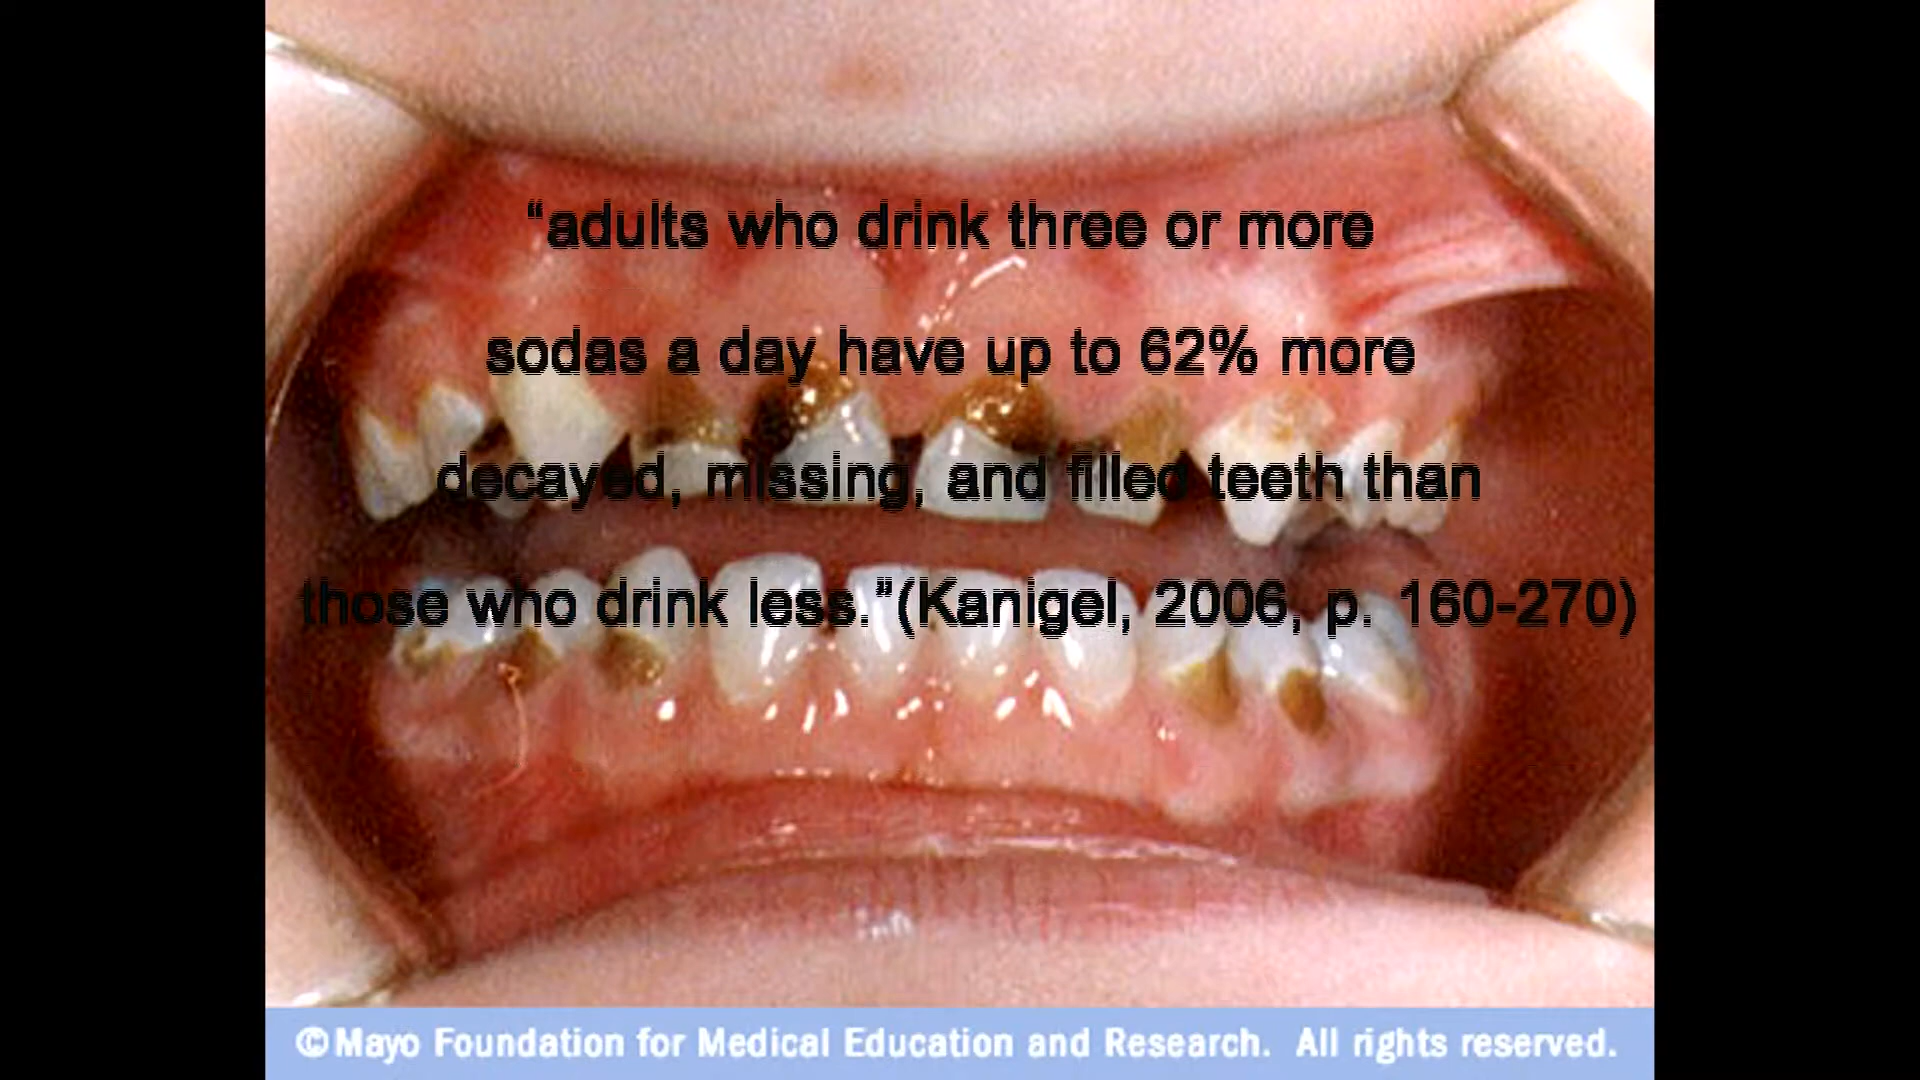 “adults who drink three or more
sodas a day have up to 62% more
decayed, missing, and filled teeth than
those who drink less.”(Kanigel, 2006, p. 160-270)
©Mayo Foundation for Medical Education and Research. All rights reserved.